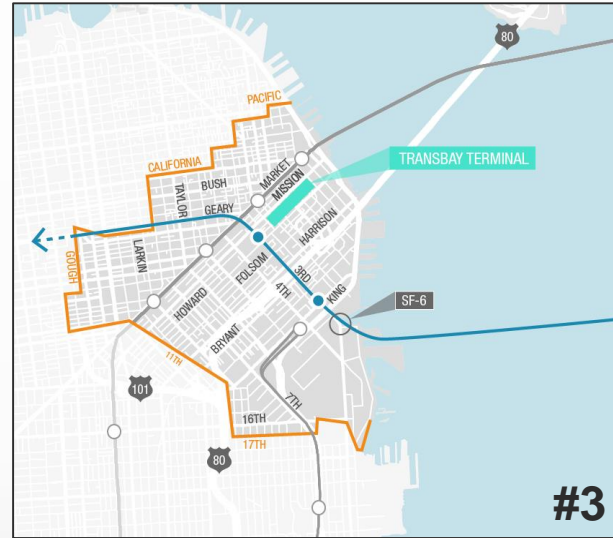 80
PACIFIC
CALIFORNIA
BUSH
MARKET
TRANSBAY TERMINAL
TAYLOR
MISSION
GEARY
HARRISON
LARKIN
FOLSOM
3RD
GOUGH
4TH
KING
HOWARD
SF-6
BRYANT
11TH
101
7TH
16TH
17TH
80
#3